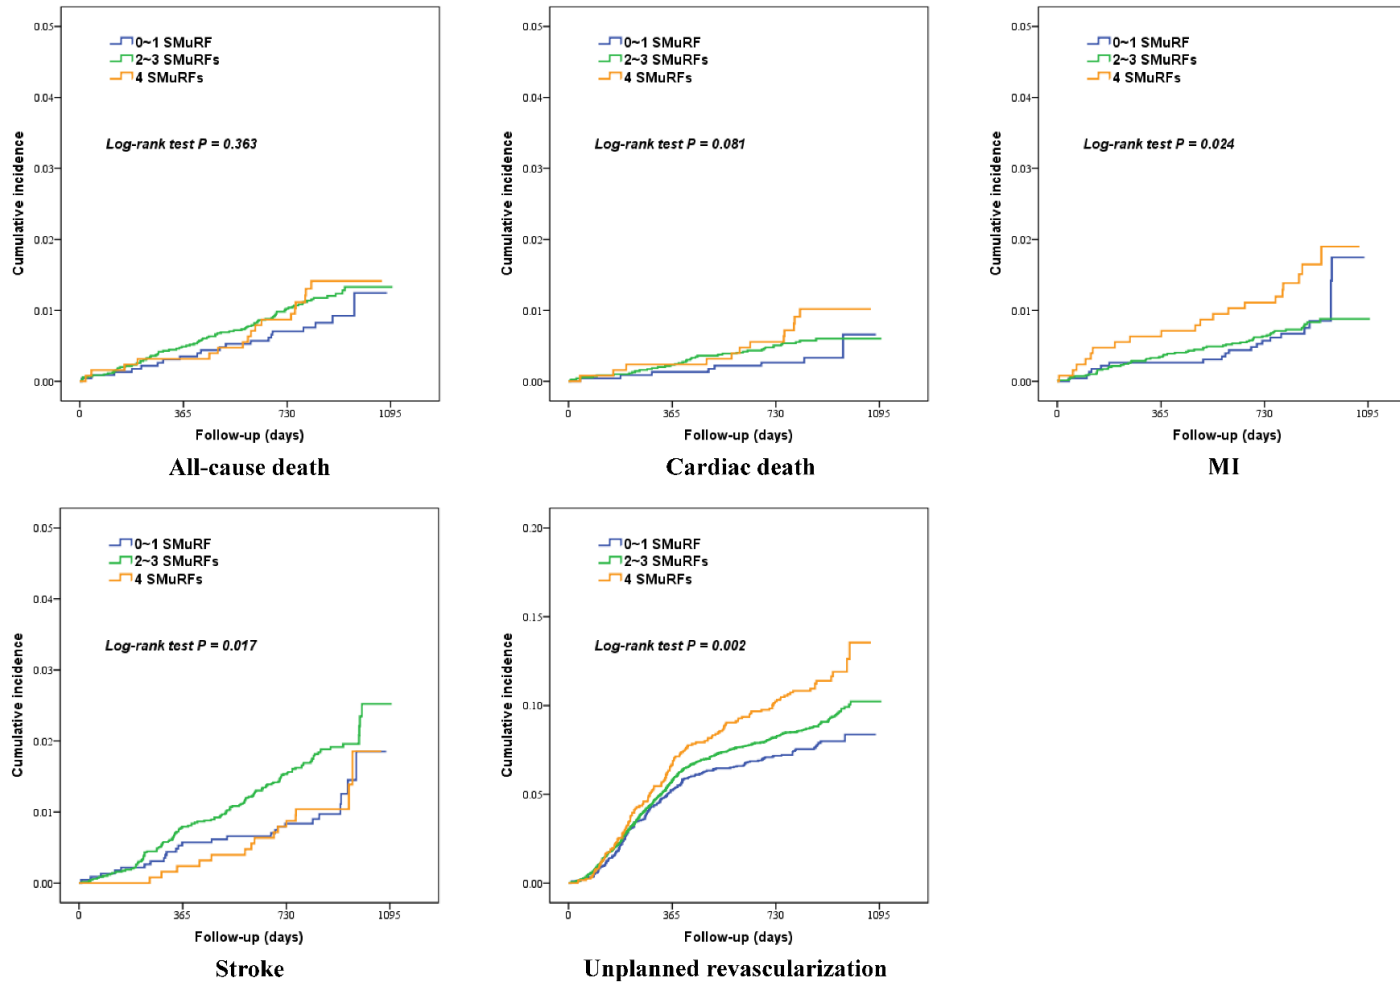 0.05
0.04
0.03
0.02
0.01
0.00
Cumulative incidence
0~1 SMuRF
2~3 SMuRFs
4 SMuRFs
Log-rank test P = 0.363
0 365 730 1095
Follow-up (days)
All-cause death
0.05
0.04
0.03
0.02
0.01
0.00
Cumulative incidence
0~1 SMuRF
2~3 SMuRFs
4 SMuRFs
Log-rank test P = 0.081
0 365 730 1095
Follow-up (days)
Cardiac death
0.05
0.04
0.03
0.02
0.01
0.00
Cumulative incidence
0~1 SMuRF
2~3 SMuRFs
4 SMuRFs
Log-rank test P = 0.024
0 365 730 1095
Follow-up (days)
MI
0.05
0.04
0.03
0.02
0.01
0.00
Cumulative incidence
0~1 SMuRF
2~3 SMuRFs
4 SMuRFs
Log-rank test P = 0.017
0 365 730 1095
Follow-up (days)
Stroke
0.20
0.15
0.10
0.05
0.00
Cumulative incidence
0~1 SMuRF
2~3 SMuRFs
4 SMuRFs
Log-rank test P = 0.002
0 365 730 1095
Follow-up (days)
Unplanned revascularization